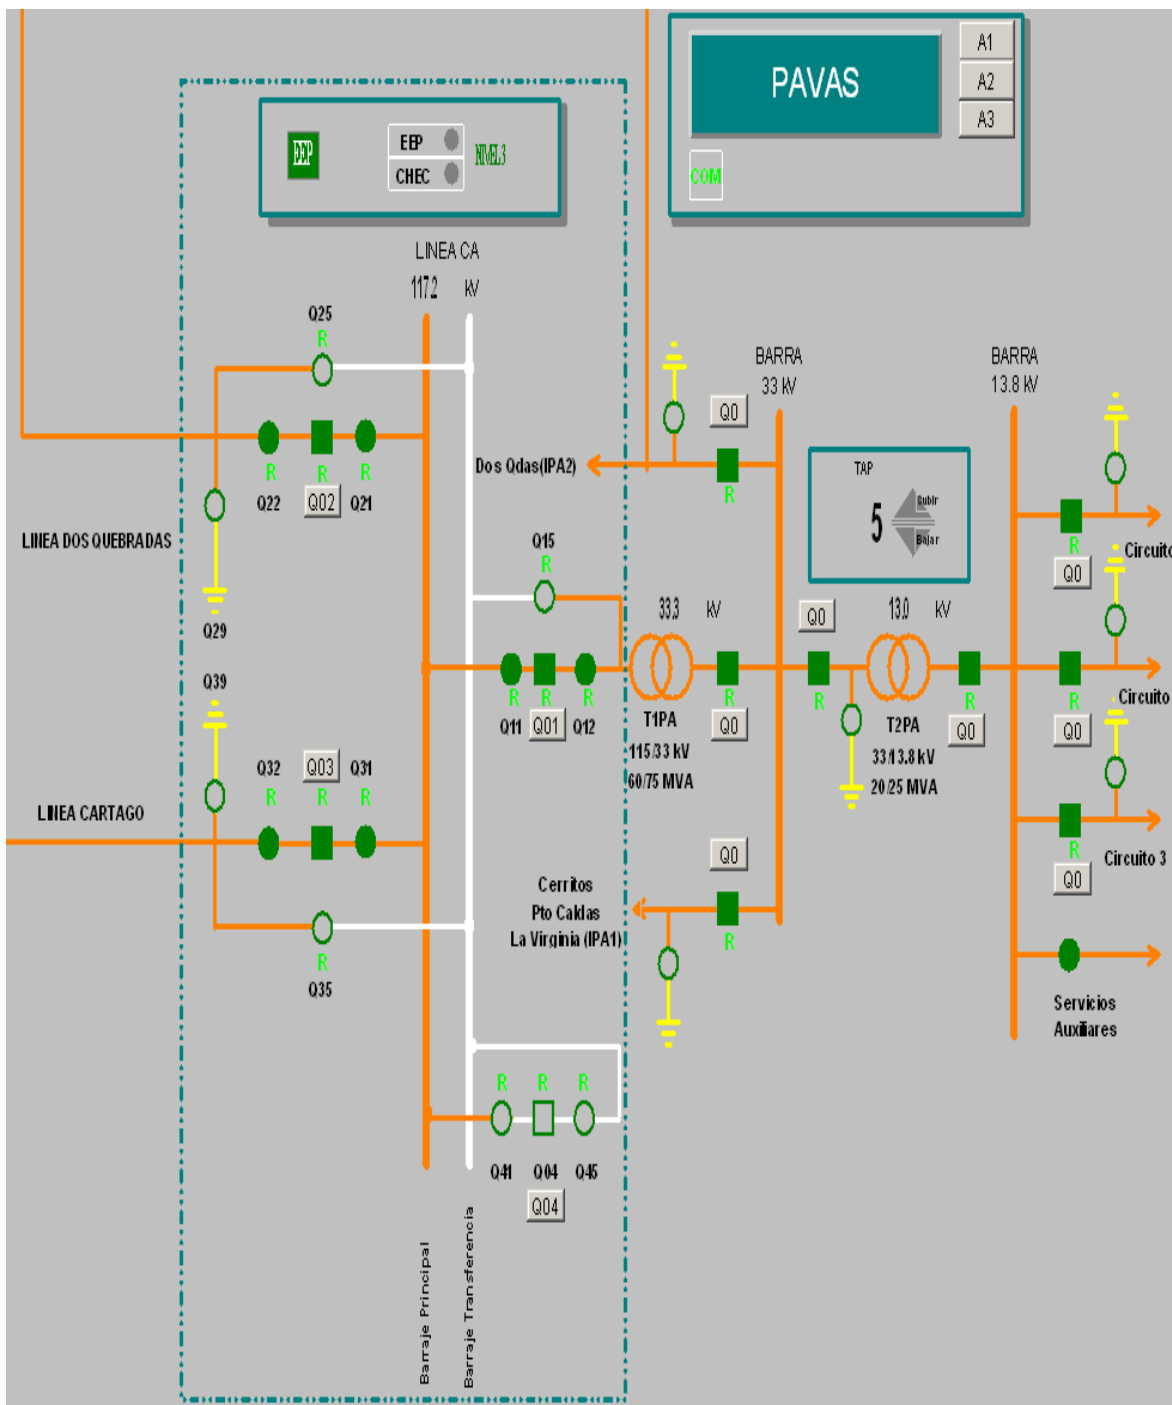 PAVAS
A1
A2
A3
COM
EEP
EEP
CHEC
NIVEL3
LINEA CA
117.2 kV
Q25
R
R
R
R
Q22
Q02
Q21
LINEA DOS QUEBRADAS
Q29
Q39
Q32
Q03
Q31
R
R
R
LINEA CARTAGO
R
Q35
Dos Qdas(IPA2)
Q15
R
R
R
R
Q11
Q01
Q12
BARRA
33 kV
Q0
R
33.3 kV
T1PA
115/33 kV
60/75 MVA
R
Q0
TAP
5
Subir
Bajar
Q0
R
13.0 kV
T2PA
33/13.8 kV
20/25 MVA
R
Q0
BARRA
13.8 kV
R
Q0
Circuito
R
Q0
Circuito
R
Q0
Circuito 3
Servicios
Auxiliares
Q0
R
Cerritos
Pto Caldas
La Virginia (IPA1)
R
R
R
Q41
Q04
Q45
Q04
Barraje Principal
Barraje Transferencia